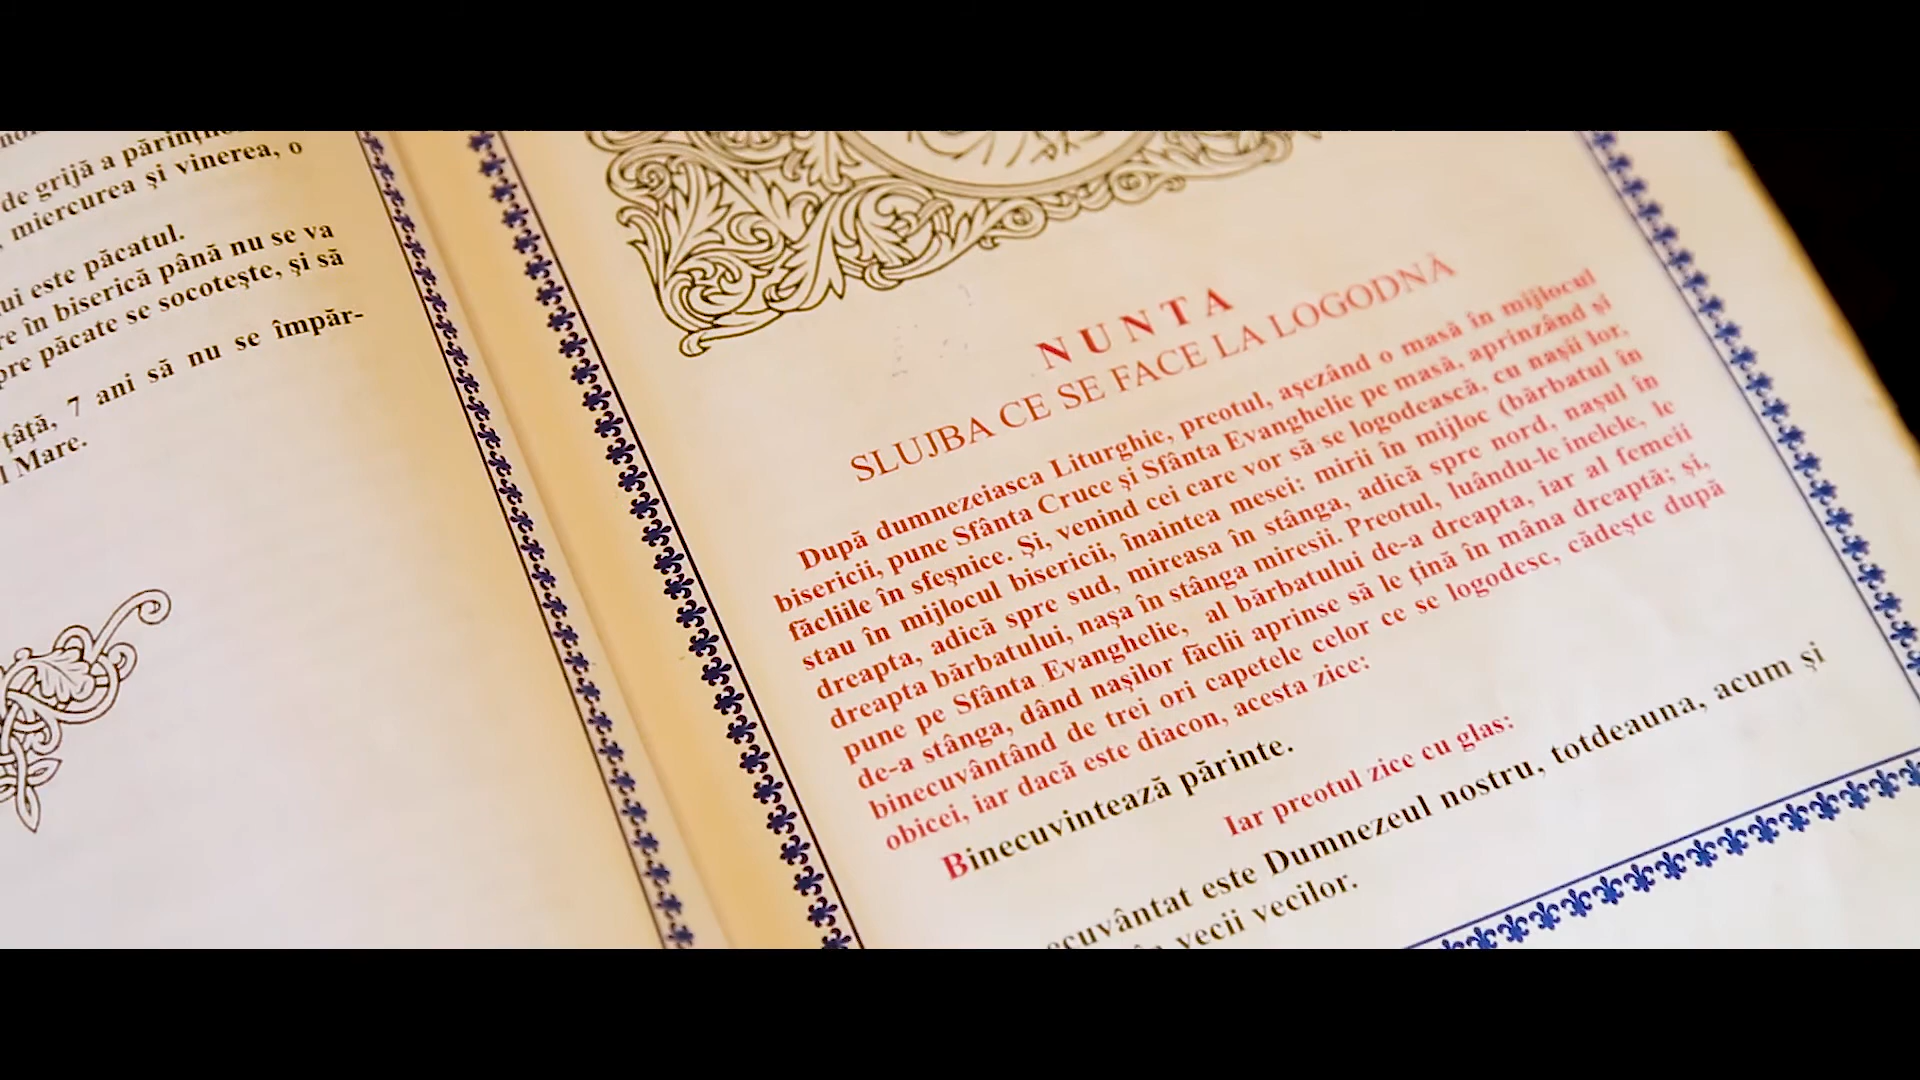 de grijă a părinților
, miercurea şi vinerea, o
ui este păcatul.
re în biserică până nu se va
pre păcate se socoteşte, şi să
ţâţă, 7 ani să nu se împăr-
l Mare.
NUNTA
SLUJBA CE SE FACE LA LOGODNĂ
După dumnezeiasca Liturghie, preotul, aşezând o masă în mijlocul
bisericii, pune Sfânta Cruce şi Sfânta Evanghelie pe masă, aprinzând şi
făcliile în sfeşnice. Şi, venind cei care vor să se logodească, cu naşii lor,
stau în mijlocul bisericii, înaintea mesei: mirii în mijloc (bărbatul în
dreapta, adică spre sud, mireasa în stânga, adică spre nord, naşul în
dreapta bărbatului, naşa în stânga miresii. Preotul, luându-le inelele, le
pune pe Sfânta Evanghelie, al bărbatului de-a dreapta, iar al femeii
de-a stânga, dând naşilor făclii aprinse să le ţină în mâna dreaptă; şi,
binecuvântând de trei ori capetele celor ce se logodesc, cădeşte după
obicei, iar dacă este diacon, acesta zice:
Binecuvintează părinte.
Iar preotul zice cu glas:
ecuvântat este Dumnezeul nostru, totdeauna, acum şi
în vecii vecilor.